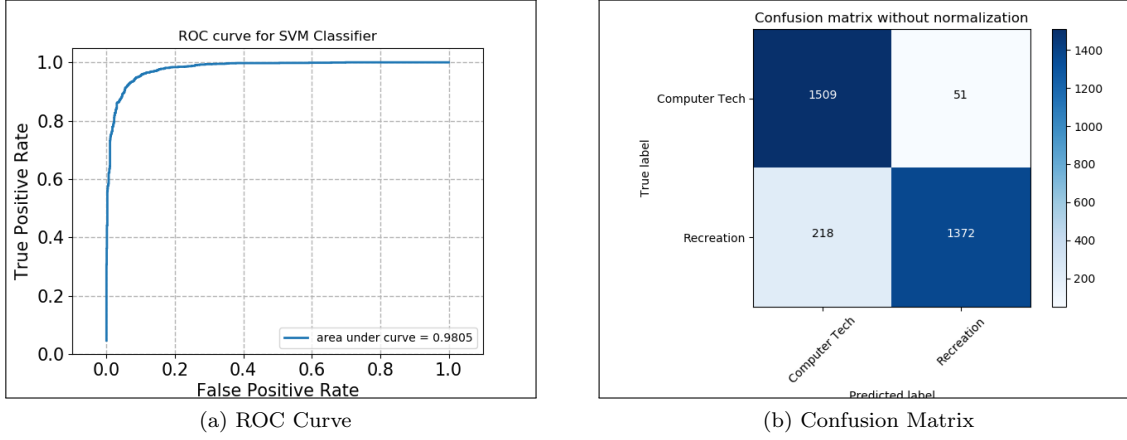 ROC curve for SVM Classifier
1.0
0.8
0.6
0.4
0.2
0.0
True Positive Rate
area under curve = 0.9805
0.0 0.2 0.4 0.6 0.8 1.0
False Positive Rate
(a) ROC Curve
Confusion matrix without normalization
True label
Computer Tech
1509 51
Recreation
218 1372
Computer Tech
Recreation
Predicted label
1400
1200
1000
800
600
400
200
(b) Confusion Matrix